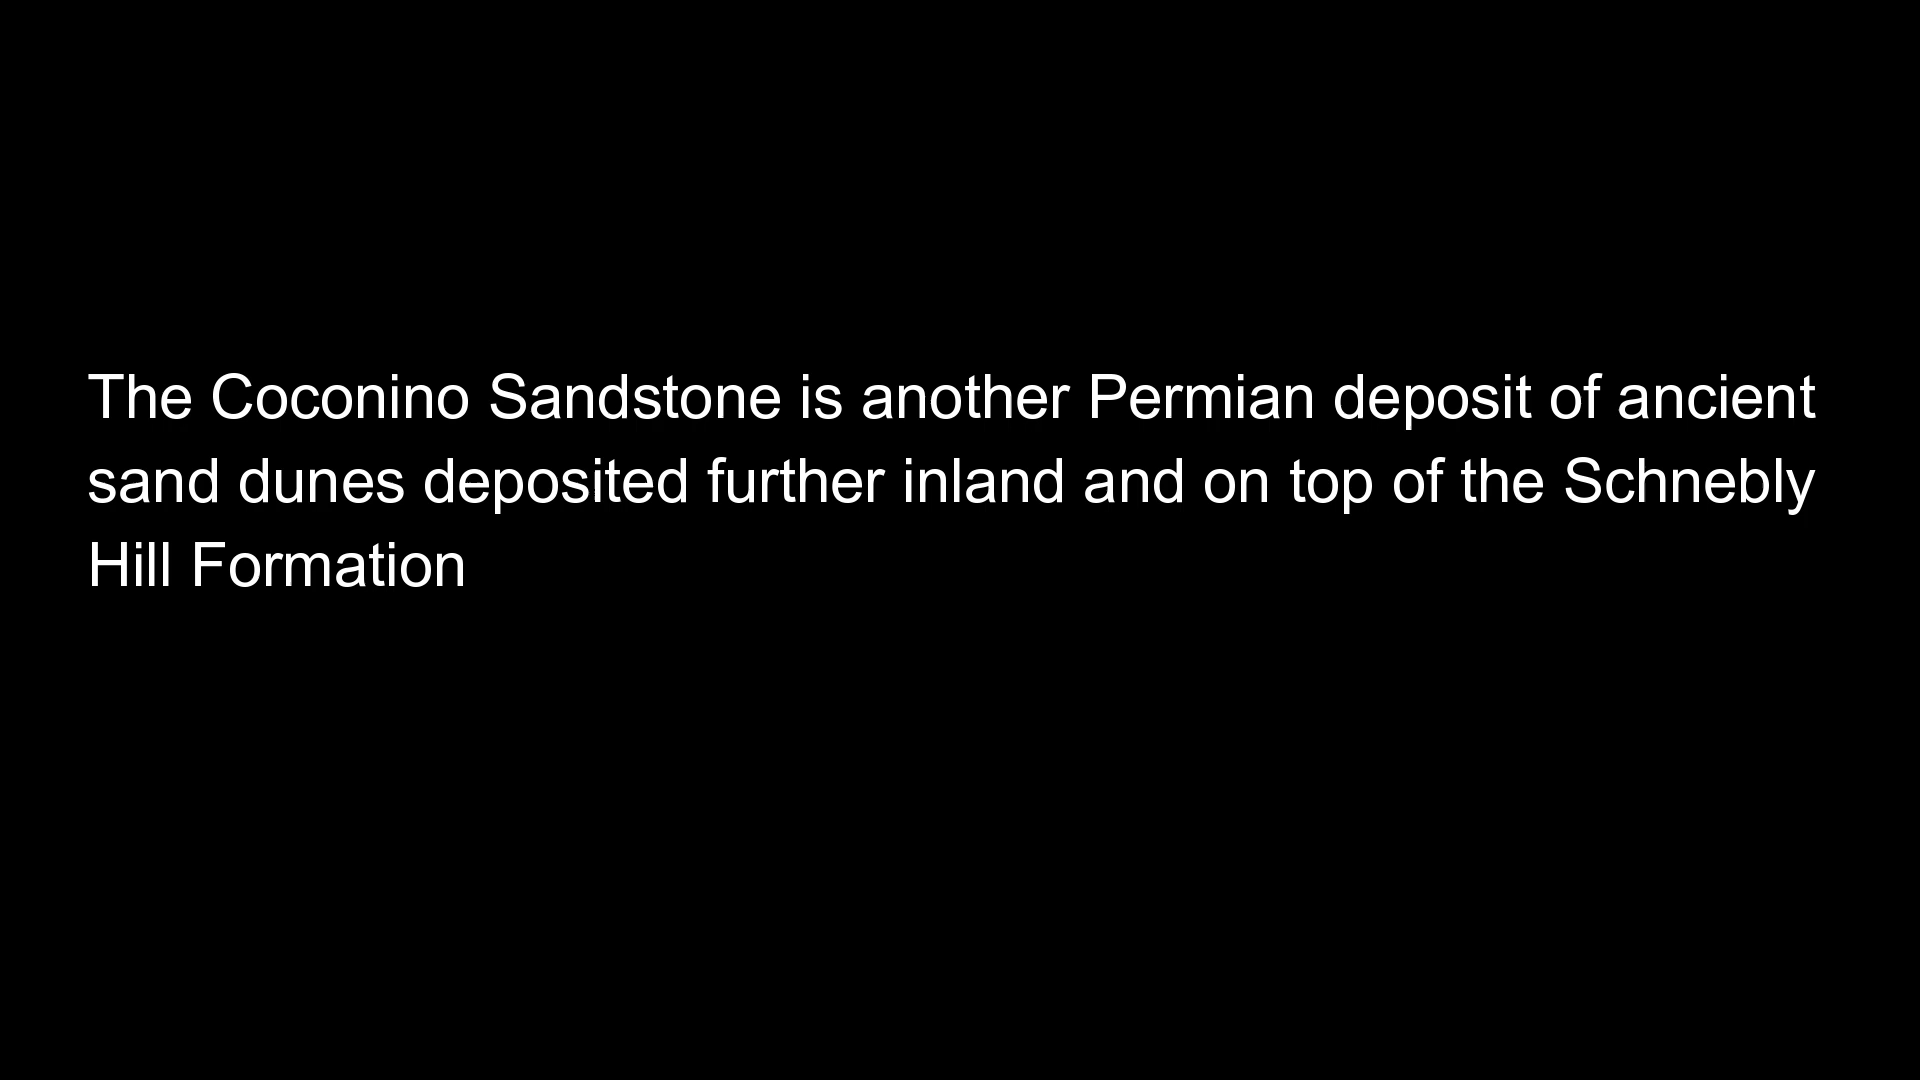 The Coconino Sandstone is another Permian deposit of ancient
sand dunes deposited further inland and on top of the Schnebly
Hill Formation